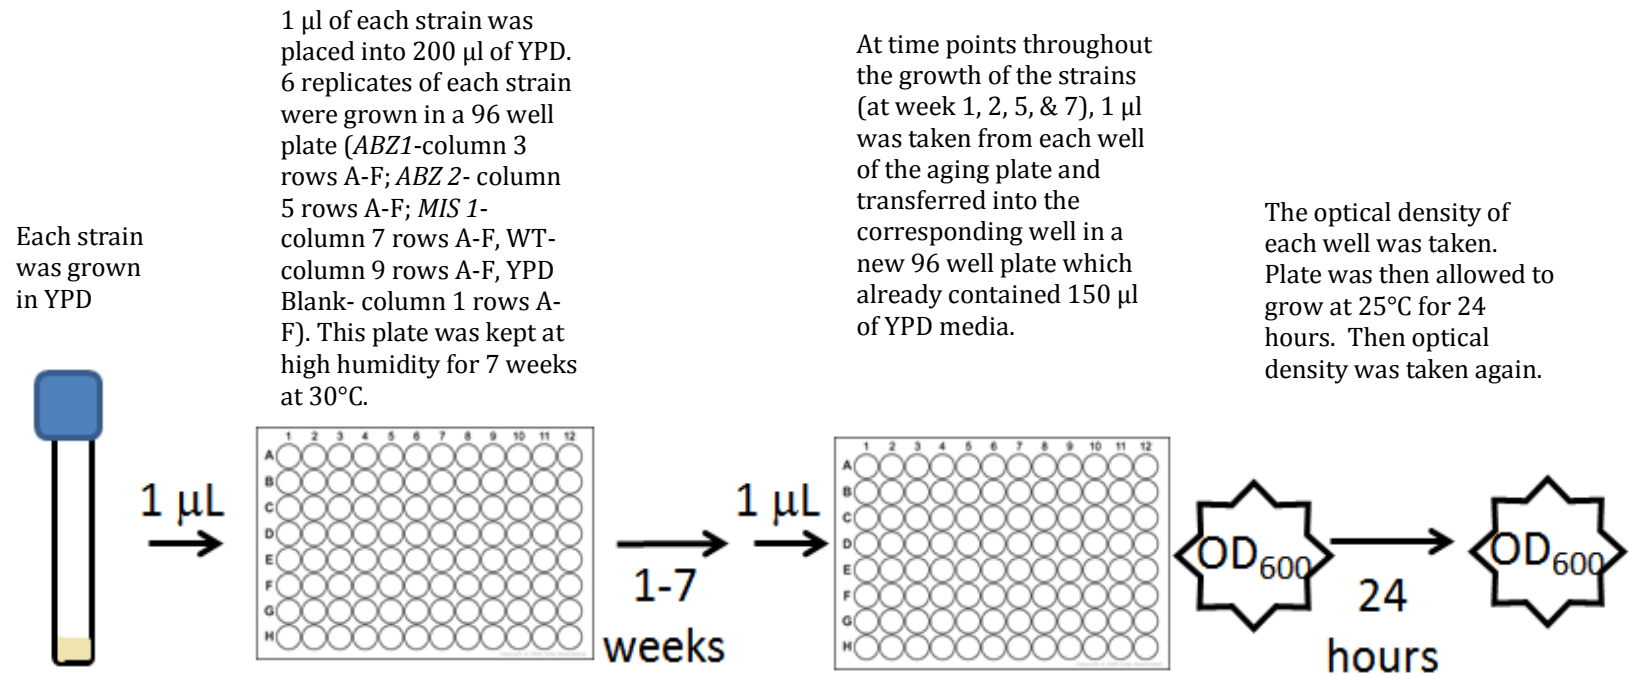 Each strain
was grown
in YPD
1 µl of each strain was
placed into 200 µl of YPD.
6 replicates of each strain
were grown in a 96 well
plate (ABZ1-column 3
rows A-F; ABZ 2- column
5 rows A-F; MIS 1-
column 7 rows A-F, WT-
column 9 rows A-F, YPD
Blank- column 1 rows A-
F). This plate was kept at
high humidity for 7 weeks
at 30°C.
At time points throughout
the growth of the strains
(at week 1, 2, 5, & 7), 1 µl
was taken from each well
of the aging plate and
transferred into the
corresponding well in a
new 96 well plate which
already contained 150 µl
of YPD media.
The optical density of
each well was taken.
Plate was then allowed to
grow at 25°C for 24
hours.  Then optical
density was taken again.
1 µL
1 2 3 4 5 6 7 8 9 10 11 12
A
B
C
D
E
F
G
H
1-7
weeks
1 µL
1 2 3 4 5 6 7 8 9 10 11 12
A
B
C
D
E
F
G
H
OD600
24
hours
OD600